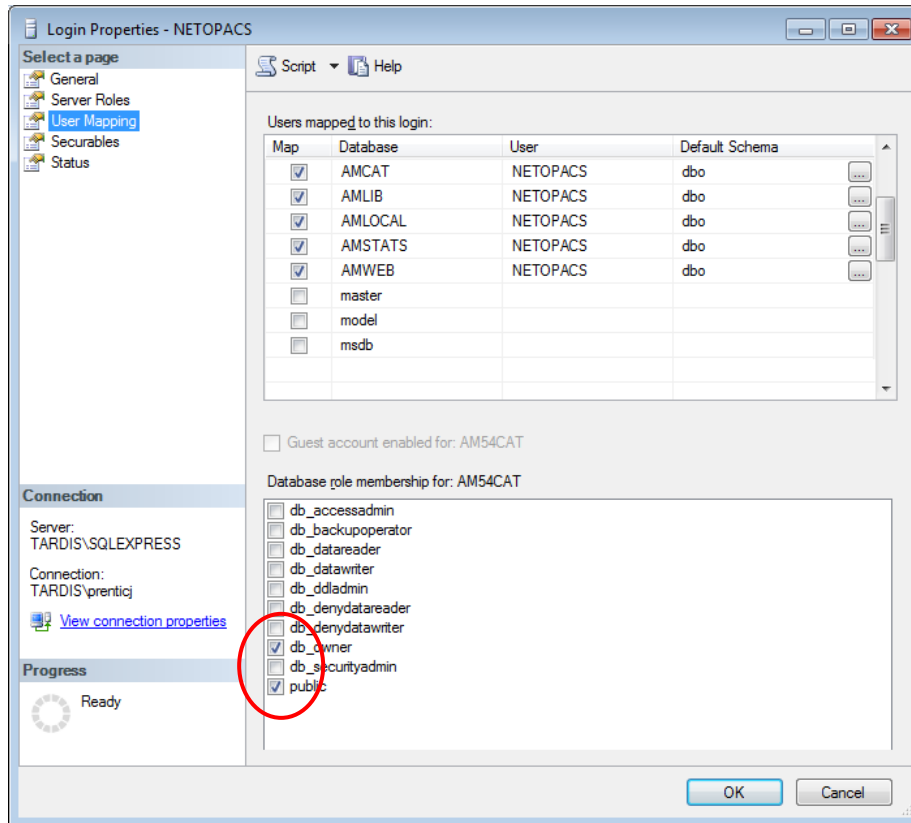 Login Properties - NETOPACS
Select a page
General
Server Roles
User Mapping
Securables
Status
Script Help
Users mapped to this login:
Map Database User Default Schema
AMCAT NETOPACS dbo ...
AMLIB NETOPACS dbo ...
AMLOCAL NETOPACS dbo ...
AMSTATS NETOPACS dbo ...
AMWEB NETOPACS dbo ...
master
model
msdb
Guest account enabled for: AM54CAT
Database role membership for: AM54CAT
db_accessadmin
db_backupoperator
db_datareader
db_datawriter
db_ddladmin
db_denydatareader
db_denydatawriter
db_owner
db_securityadmin
public
Connection
Server:
TARDIS\SQLEXPRESS
Connection:
TARDIS\prenticj
View connection properties
Progress
Ready
OK Cancel